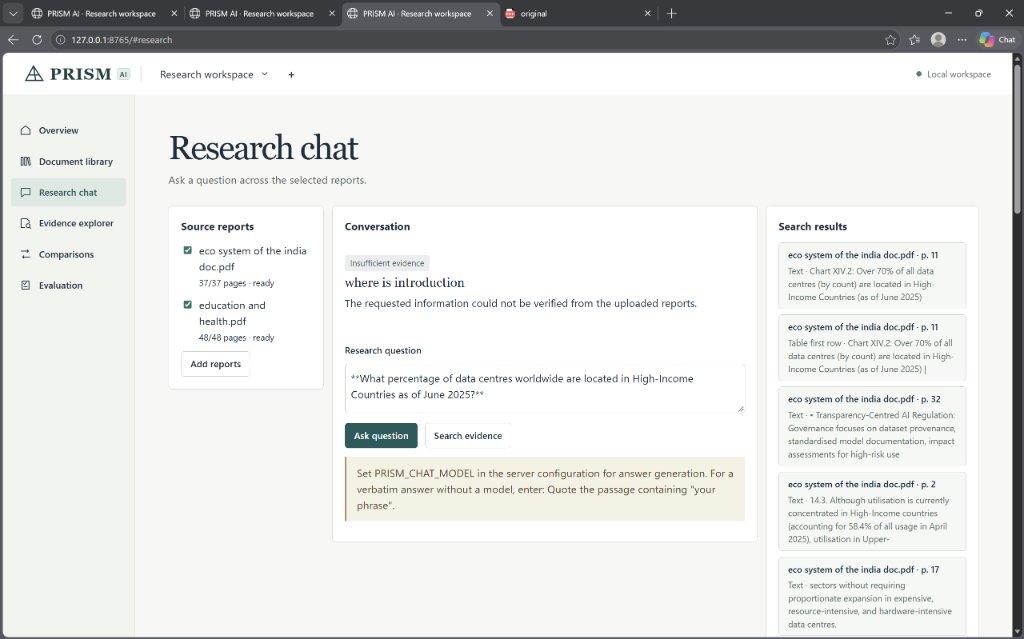 PRISM AI · Research workspace
PRISM AI · Research workspace
PRISM AI · Research workspace
original
127.0.0.1:8765/#research
Chat
PRISM AI
Research workspace
+
Local workspace
Overview
Document library
Research chat
Evidence explorer
Comparisons
Evaluation
Research chat
Ask a question across the selected reports.
Source reports
eco system of the india
doc.pdf
37/37 pages · ready
education and
health.pdf
48/48 pages · ready
Add reports
Conversation
Insufficient evidence
where is introduction
The requested information could not be verified from the uploaded reports.
Research question
**What percentage of data centres worldwide are located in High-Income
Countries as of June 2025?**
Ask question
Search evidence
Set PRISM_CHAT_MODEL in the server configuration for answer generation. For a
verbatim answer without a model, enter: Quote the passage containing "your
phrase".
Search results
eco system of the india doc.pdf · p. 11
Text · Chart XIV.2: Over 70% of all data
centres (by count) are located in High-
Income Countries (as of June 2025)
eco system of the india doc.pdf · p. 11
Table first row · Chart XIV.2: Over 70% of all
data centres (by count) are located in High-
Income Countries (as of June 2025) |
eco system of the india doc.pdf · p. 32
Text · • Transparency-Centred AI Regulation:
Governance focuses on dataset provenance,
standardised model documentation, impact
assessments for high-risk use
eco system of the india doc.pdf · p. 2
Text · 14.3. Although utilisation is currently
concentrated in High-Income countries
(accounting for 58.4% of all usage in April
2025), utilisation in Upper-
eco system of the india doc.pdf · p. 17
Text · sectors without requiring
proportionate expansion in expensive,
resource-intensive, and hardware-intensive
data centres.